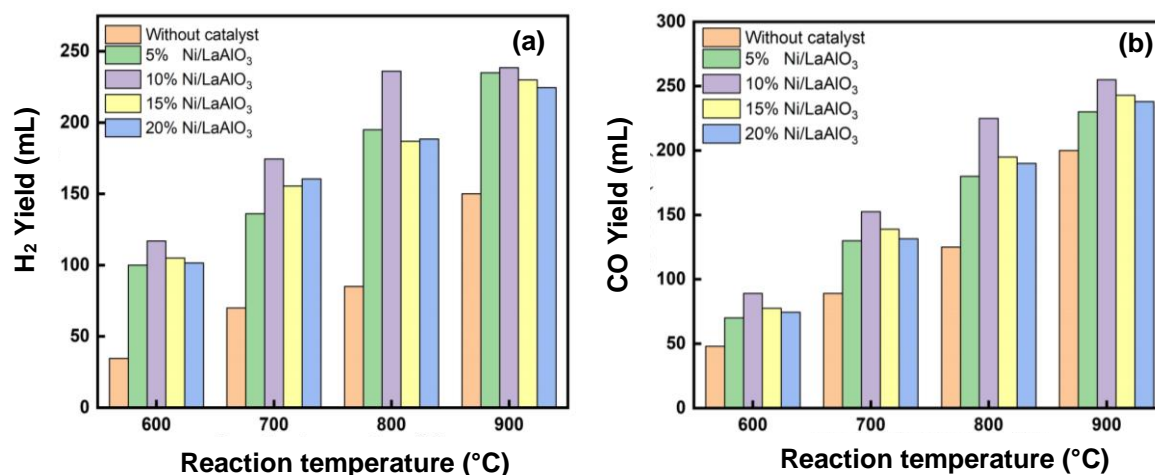 (a)
Without catalyst
5% Ni/LaAlO₃
10% Ni/LaAlO₃
15% Ni/LaAlO₃
20% Ni/LaAlO₃
H₂ Yield (mL)
250
200
150
100
50
0
600 700 800 900
Reaction temperature (°C)
(b)
Without catalyst
5% Ni/LaAlO₃
10% Ni/LaAlO₃
15% Ni/LaAlO₃
20% Ni/LaAlO₃
CO Yield (mL)
300
250
200
150
100
50
0
600 700 800 900
Reaction temperature (°C)